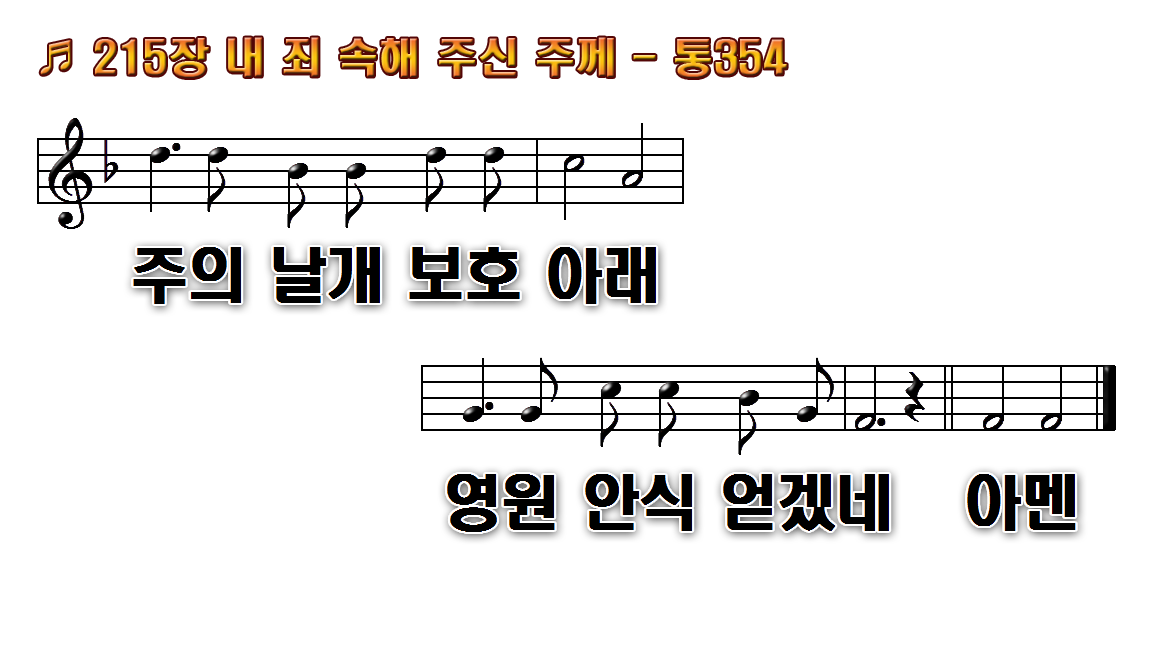 ♬ 215장 내 죄 속해 주신 주께 - 통354
주의 날개 보호 아래
영원 안식 얻겠네 아멘